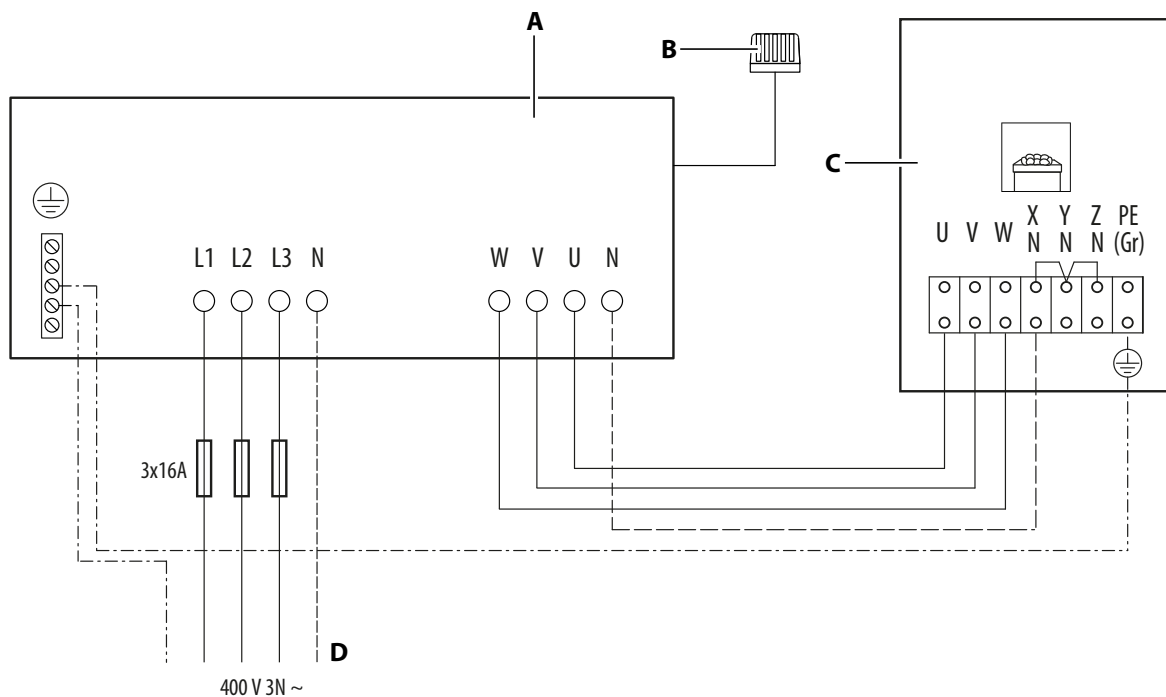 A
B
C
L1 L2 L3 N
W V U N
U V W X N Y N Z N PE (Gr)
3x16A
D
400 V 3N ~